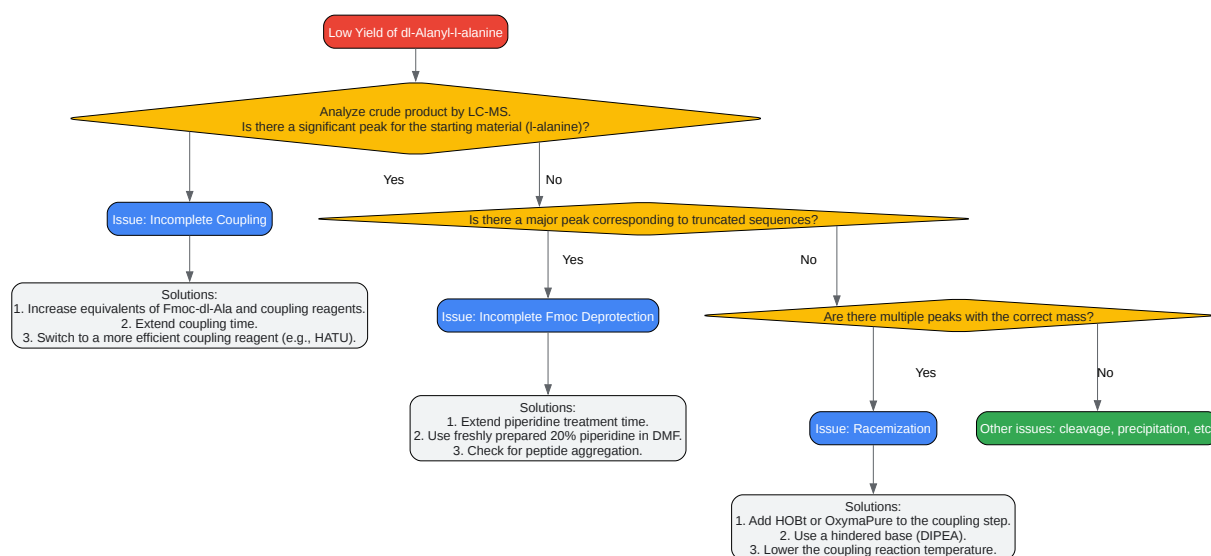 Low Yield of dl-Alanyl-l-alanine
Analyze crude product by LC-MS.
Is there a significant peak for the starting material (l-alanine)?
Yes
No
Issue: Incomplete Coupling
Is there a major peak corresponding to truncated sequences?
Solutions:
1. Increase equivalents of Fmoc-dl-Ala and coupling reagents.
2. Extend coupling time.
3. Switch to a more efficient coupling reagent (e.g., HATU).
Yes
No
Issue: Incomplete Fmoc Deprotection
Are there multiple peaks with the correct mass?
Solutions:
1. Extend piperidine treatment time.
2. Use freshly prepared 20% piperidine in DMF.
3. Check for peptide aggregation.
Yes
No
Issue: Racemization
Other issues: cleavage, precipitation, etc
Solutions:
1. Add HOBt or OxymaPure to the coupling step.
2. Use a hindered base (DIPEA).
3. Lower the coupling reaction temperature.